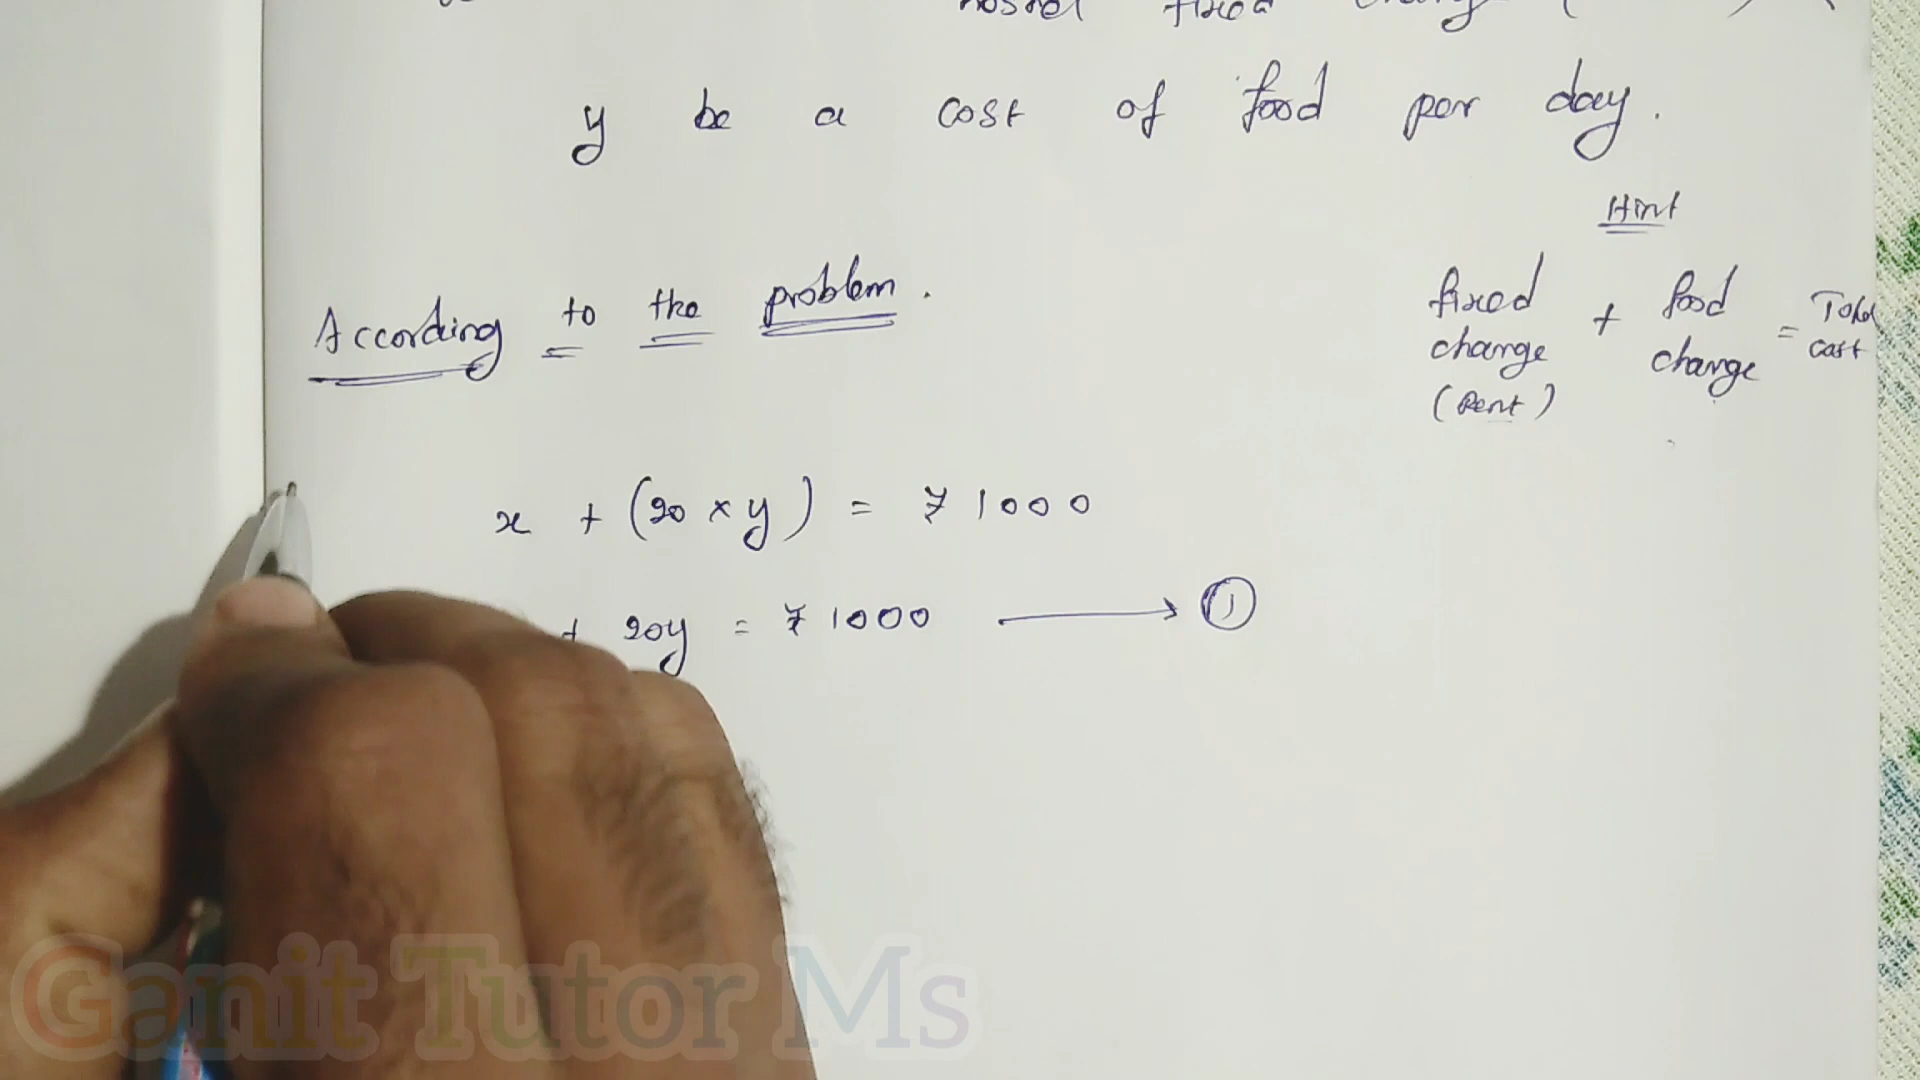 fixed
y be a cost of food per day.
Hint
fixed + food = Total
charge charge cost
(Rent)
According to the problem.
x + (20 × y) = ₹ 1000
+ 20y = ₹ 1000 ⟶ ①
Ganit Tutor Ms